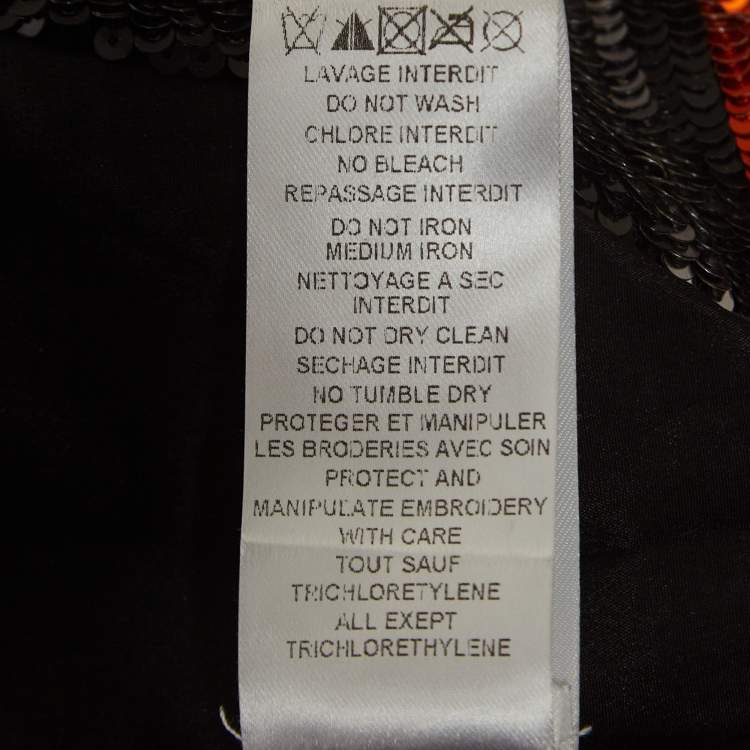 LAVAGE INTERDIT
DO NOT WASH
CHLORE INTERDIT
NO BLEACH
REPASSAGE INTERDIT
DO NOT IRON
MEDIUM IRON
NETTOYAGE A SEC
INTERDIT
DO NOT DRY CLEAN
SECHAGE INTERDIT
NO TUMBLE DRY
PROTEGER ET MANIPULER
LES BRODERIES AVEC SOIN
PROTECT AND
MANIPULATE EMBROIDERY
WITH CARE
TOUT SAUF
TRICHLORETYLENE
ALL EXEPT
TRICHLORETHYLENE